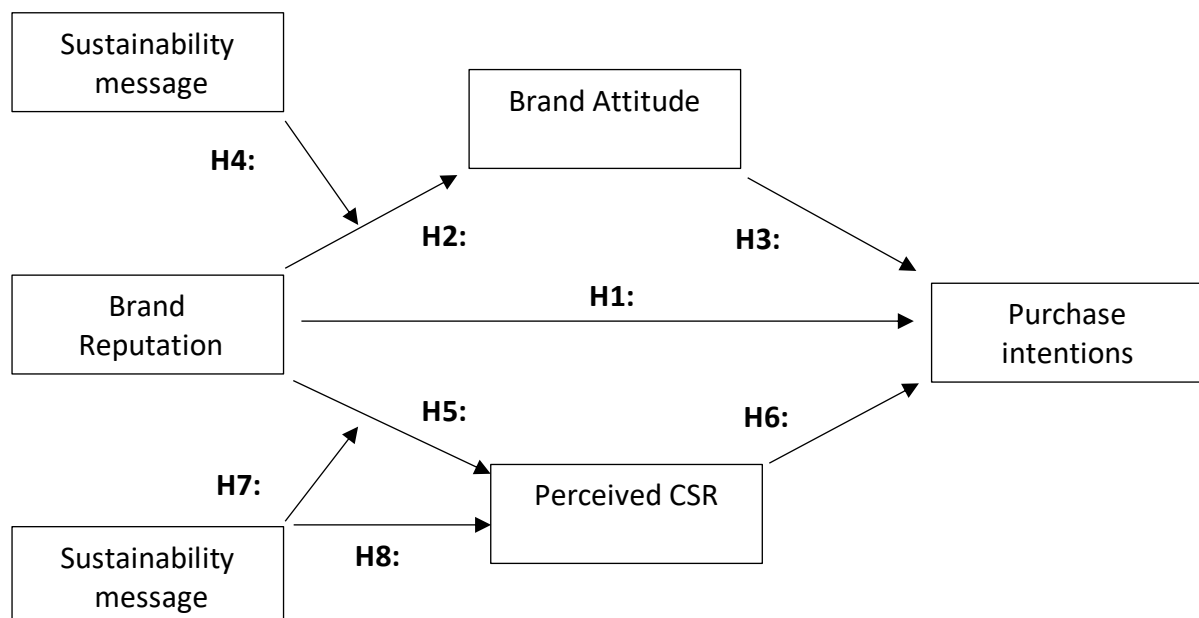 Sustainability
message
Brand Attitude
H4:
H2:
H3:
Brand
Reputation
H1:
Purchase
intentions
H5:
H6:
H7:
Perceived CSR
Sustainability
message
H8: